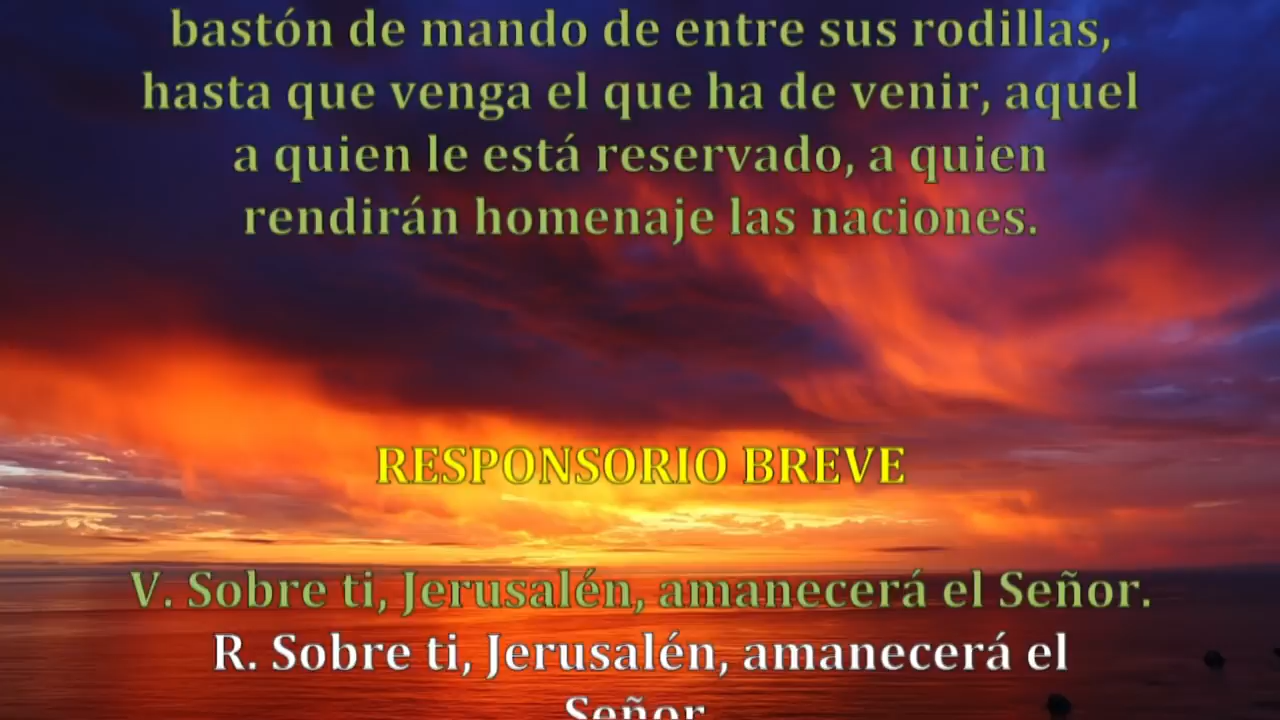 bastón de mando de entre sus rodillas,
hasta que venga el que ha de venir, aquel
a quien le está reservado, a quien
rendirán homenaje las naciones.
RESPONSORIO BREVE
V. Sobre ti, Jerusalén, amanecerá el Señor.
R. Sobre ti, Jerusalén, amanecerá el
Señor.